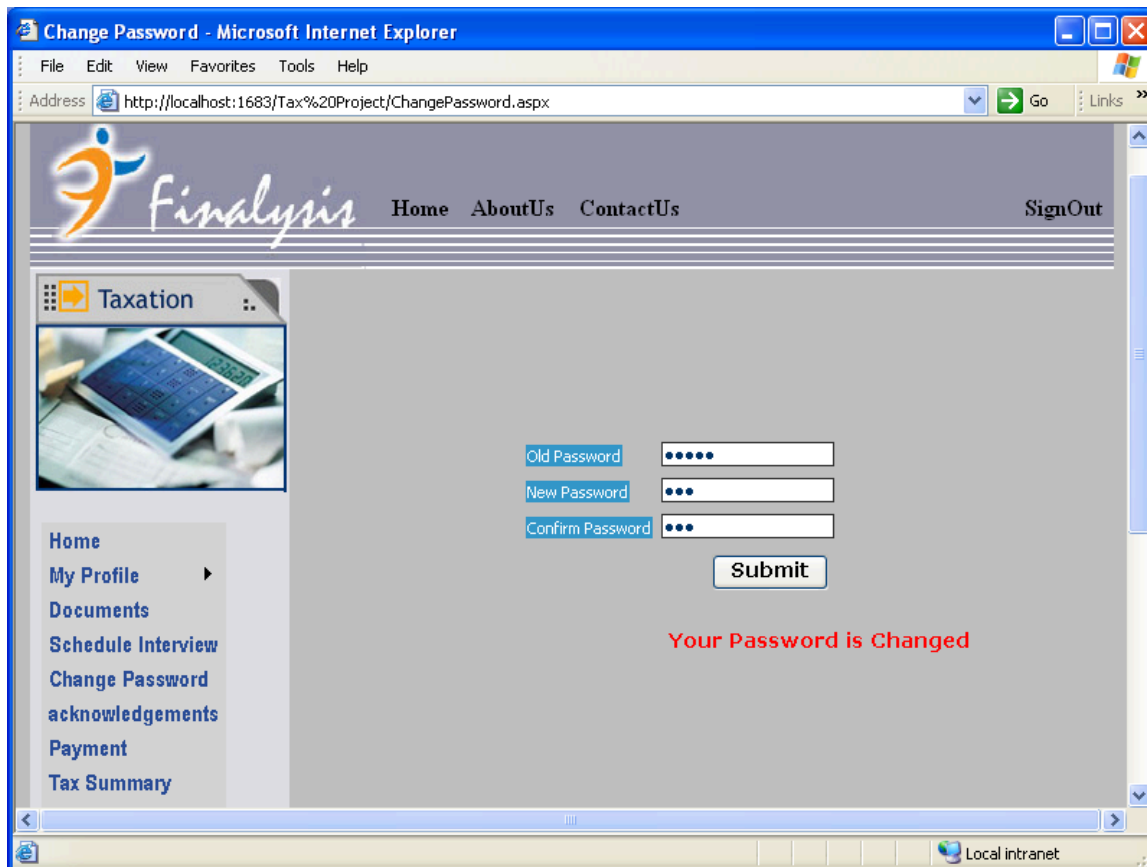 Change Password - Microsoft Internet Explorer
File Edit View Favorites Tools Help
Address http://localhost:1683/Tax%20Project/ChangePassword.aspx Go Links »
Finalysis Home AboutUs ContactUs SignOut
Taxation
Old Password •••••
New Password •••
Confirm Password •••
Submit
Your Password is Changed
Home
My Profile
Documents
Schedule Interview
Change Password
acknowledgements
Payment
Tax Summary
Local intranet